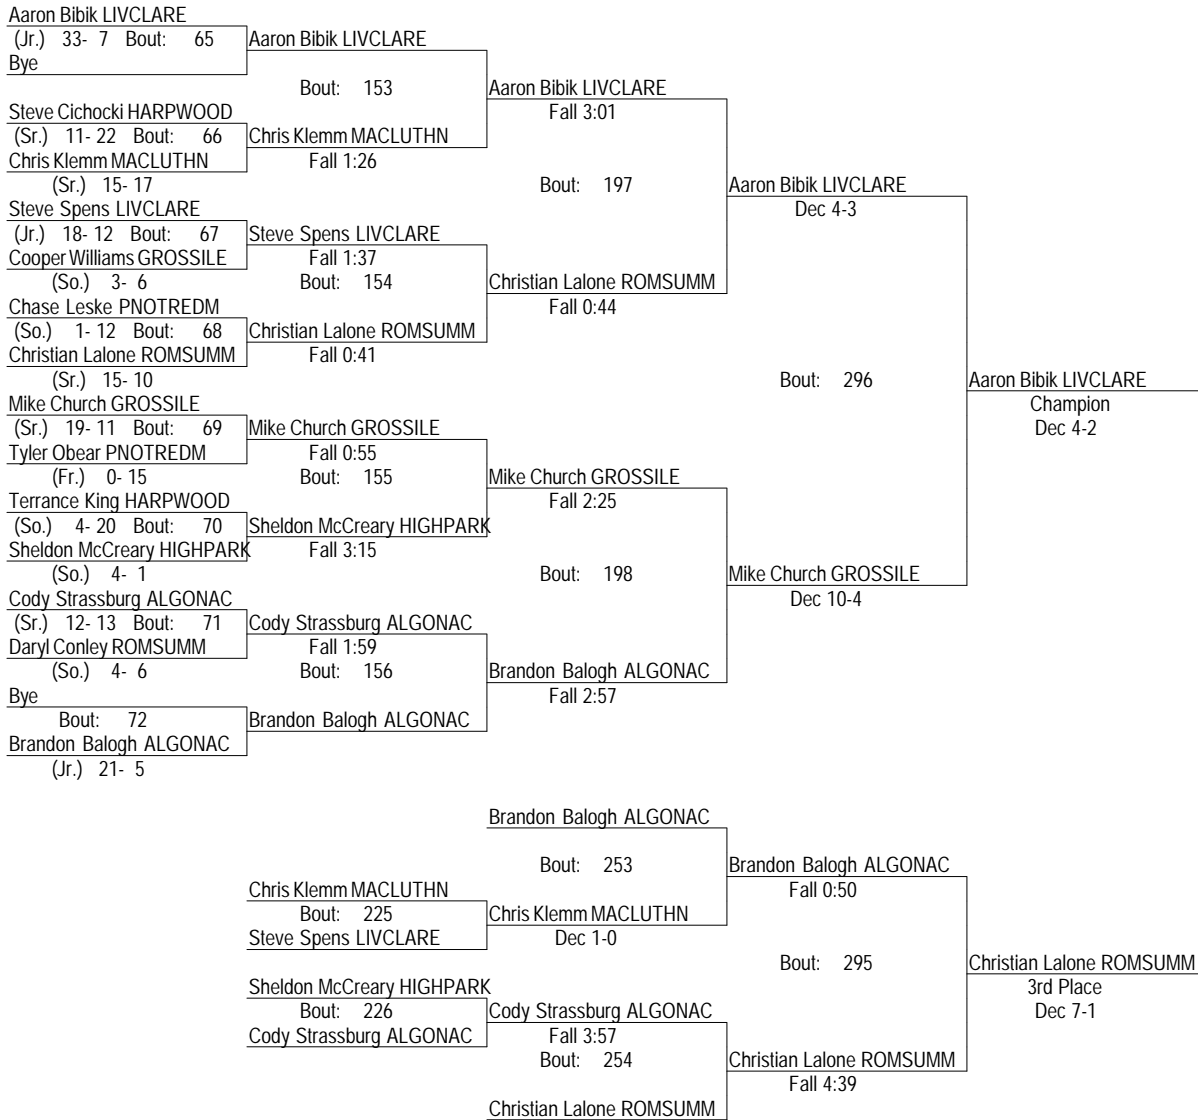 Aaron Bibik LIVCLARE
(Jr.) 33- 7 Bout: 65 Aaron Bibik LIVCLARE
Bye
Bout: 153 Aaron Bibik LIVCLARE
Steve Cichocki HARPWOOD Fall 3:01
(Sr.) 11- 22 Bout: 66 Chris Klemm MACLUTHN
Chris Klemm MACLUTHN Fall 1:26
(Sr.) 15- 17 Bout: 197 Aaron Bibik LIVCLARE
Steve Spens LIVCLARE Dec 4-3
(Jr.) 18- 12 Bout: 67 Steve Spens LIVCLARE
Cooper Williams GROSSILE Fall 1:37
(So.) 3- 6 Bout: 154 Christian Lalone ROMSUMM
Chase Leske PNOTREDM Fall 0:44
(So.) 1- 12 Bout: 68 Christian Lalone ROMSUMM
Christian Lalone ROMSUMM Fall 0:41
(Sr.) 15- 10 Bout: 296 Aaron Bibik LIVCLARE
Mike Church GROSSILE Champion
(Sr.) 19- 11 Bout: 69 Mike Church GROSSILE Dec 4-2
Tyler Obear PNOTREDM Fall 0:55
(Fr.) 0- 15 Bout: 155 Mike Church GROSSILE
Terrance King HARPWOOD Fall 2:25
(So.) 4- 20 Bout: 70 Sheldon McCreary HIGHPARK
Sheldon McCreary HIGHPARK Fall 3:15
(So.) 4- 1 Bout: 198 Mike Church GROSSILE
Cody Strassburg ALGONAC Dec 10-4
(Sr.) 12- 13 Bout: 71 Cody Strassburg ALGONAC
Daryl Conley ROMSUMM Fall 1:59
(So.) 4- 6 Bout: 156 Brandon Balogh ALGONAC
Bye Fall 2:57
Bout: 72 Brandon Balogh ALGONAC
Brandon Balogh ALGONAC
(Jr.) 21- 5
Brandon Balogh ALGONAC
Bout: 253 Brandon Balogh ALGONAC
Chris Klemm MACLUTHN Fall 0:50
Bout: 225 Chris Klemm MACLUTHN
Steve Spens LIVCLARE Dec 1-0
Bout: 295 Christian Lalone ROMSUMM
Sheldon McCreary HIGHPARK 3rd Place
Bout: 226 Cody Strassburg ALGONAC Dec 7-1
Cody Strassburg ALGONAC Fall 3:57
Bout: 254 Christian Lalone ROMSUMM
Fall 4:39
Christian Lalone ROMSUMM